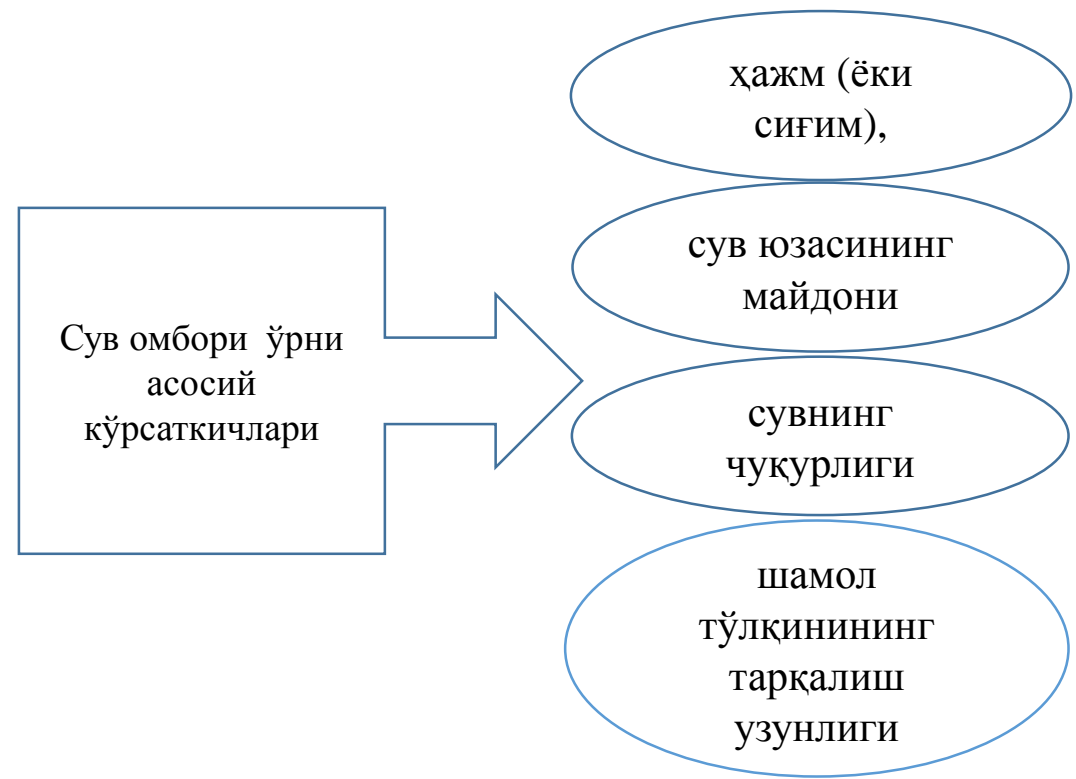 Сув омбори ўрни
асосий
кўрсаткичлари
ҳажм (ёки
сиғим),
сув юзасининг
майдони
сувнинг
чуқурлиги
шамол
тўлқинининг
тарқалиш
узунлиги